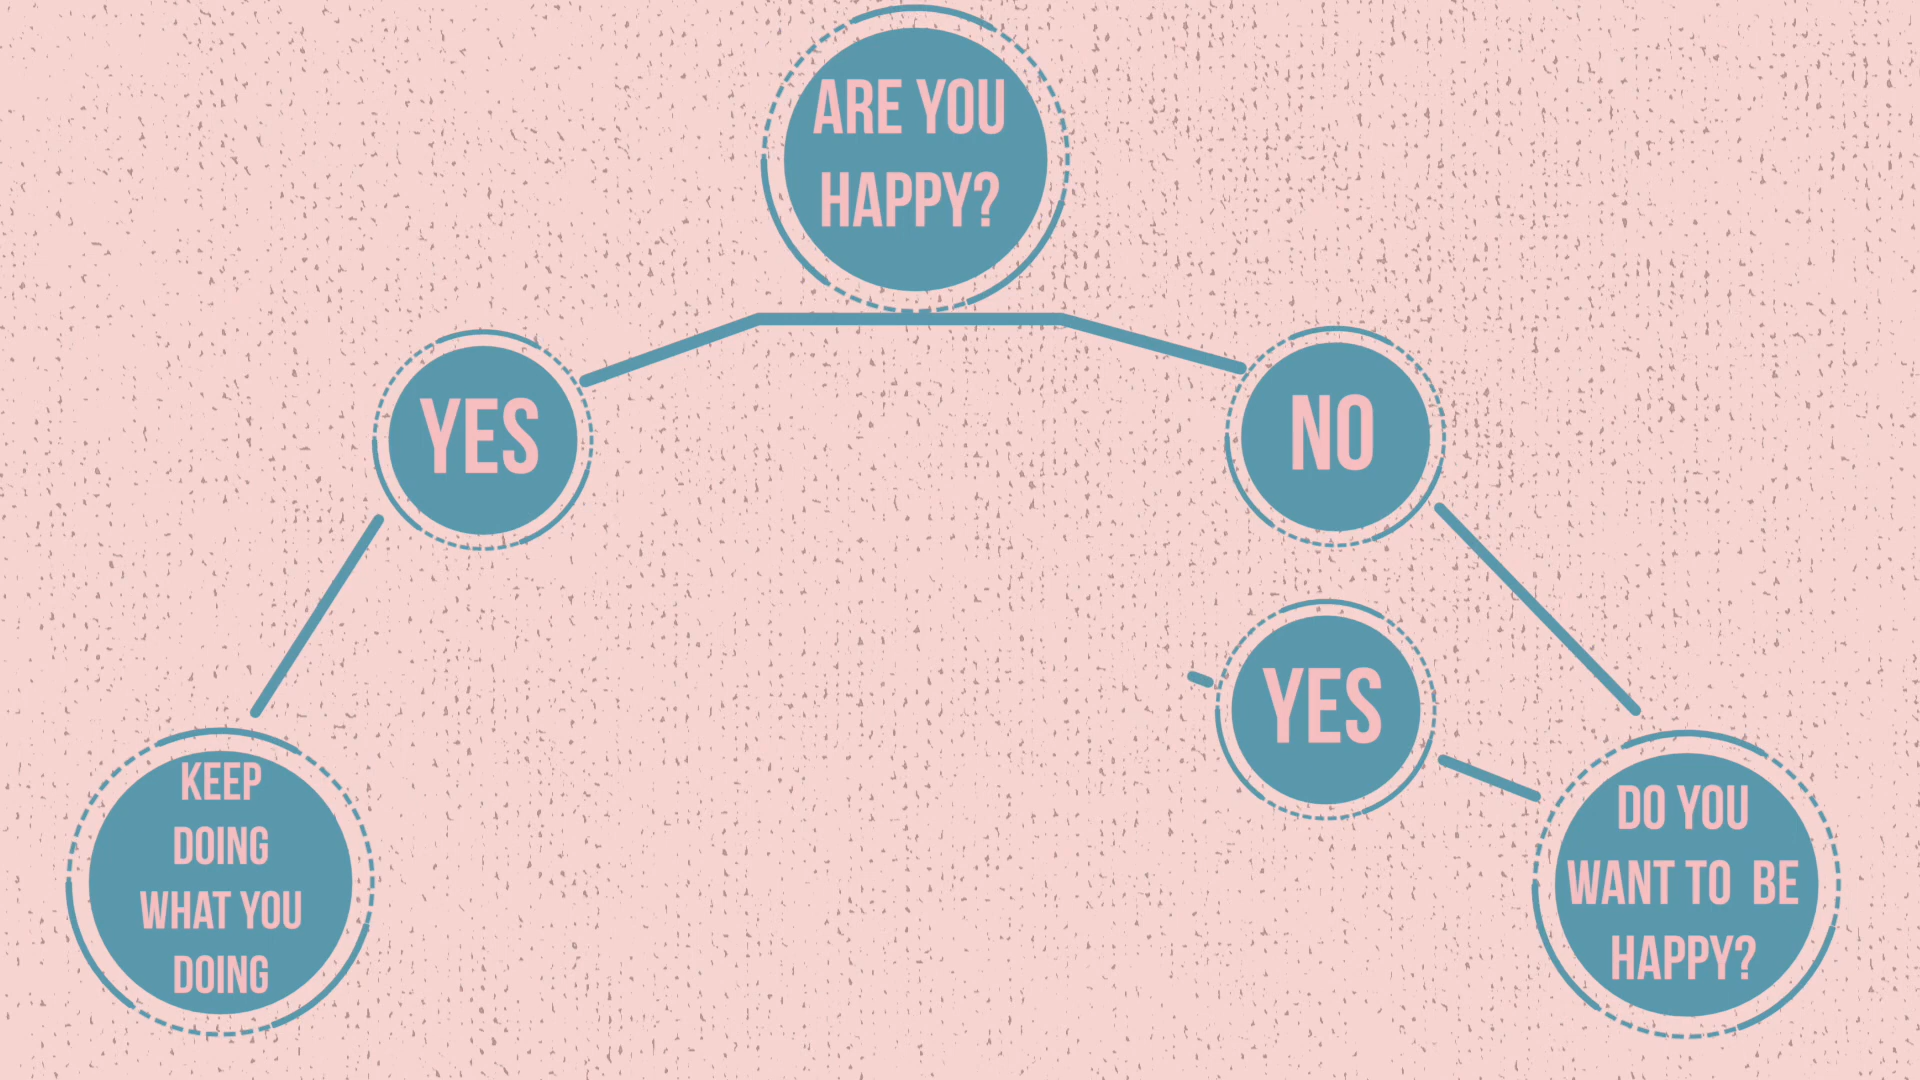 ARE YOU
HAPPY?
YES
NO
YES
KEEP
DOING
WHAT YOU
DOING
DO YOU
WANT TO BE
HAPPY?